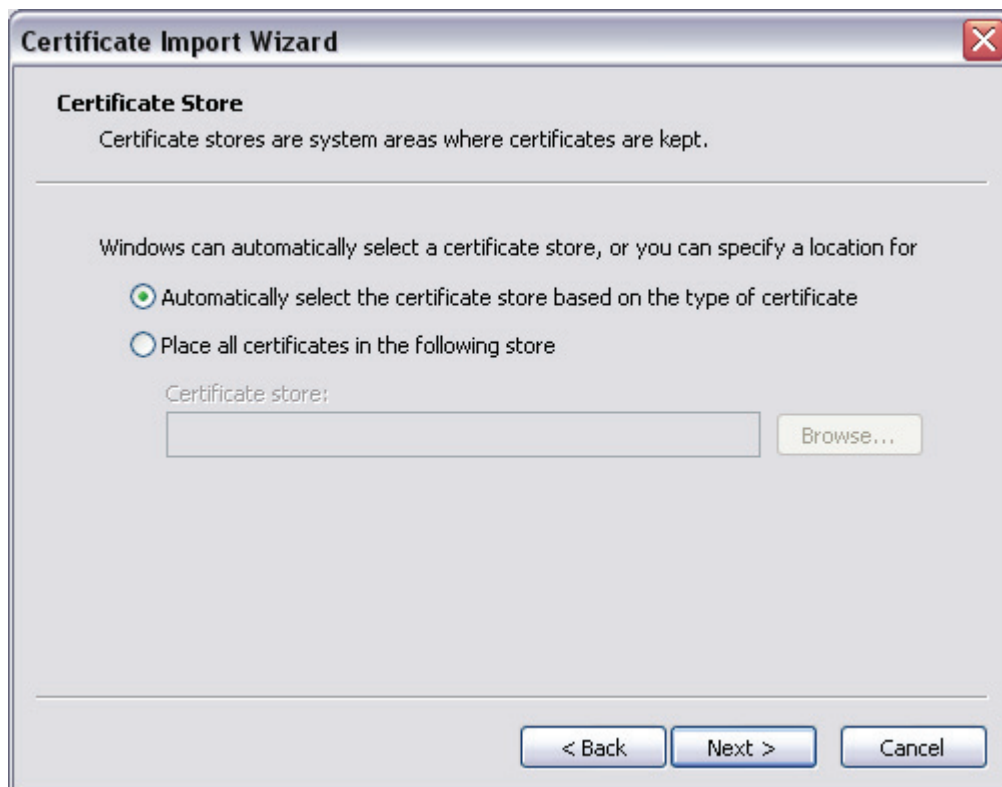 Certificate Import Wizard
Certificate Store
Certificate stores are system areas where certificates are kept.
Windows can automatically select a certificate store, or you can specify a location for
Automatically select the certificate store based on the type of certificate
Place all certificates in the following store
Certificate store:
Browse...
< Back Next > Cancel